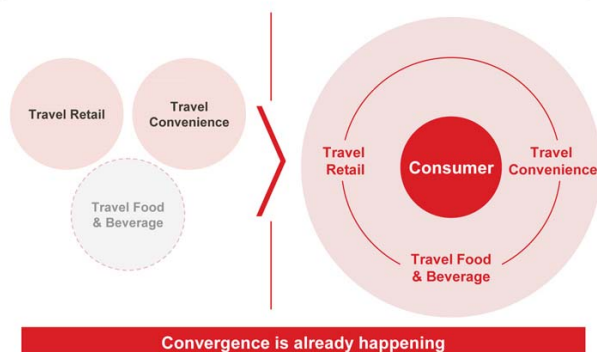 Travel Retail
Travel
Convenience
Travel Food
& Beverage
Travel
Retail
Consumer
Travel
Convenience
Travel Food
& Beverage
Convergence is already happening